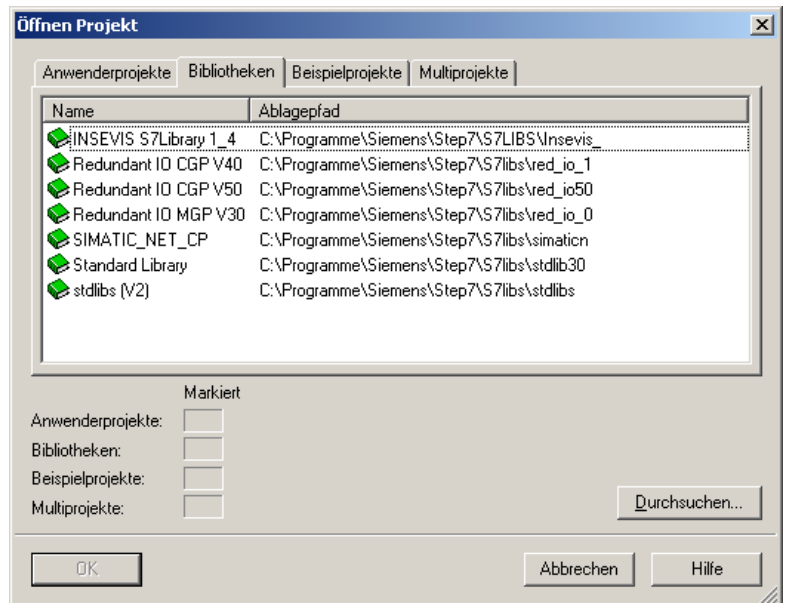 Öffnen Projekt
Anwenderprojekte Bibliotheken Beispielprojekte Multiprojekte
Name Ablagepfad
INSEVIS S7Library 1_4 C:\Programme\Siemens\Step7\S7LIBS\Insevis_
Redundant IO CGP V40 C:\Programme\Siemens\Step7\S7libs\red_io_1
Redundant IO CGP V50 C:\Programme\Siemens\Step7\S7libs\red_io50
Redundant IO MGP V30 C:\Programme\Siemens\Step7\S7libs\red_io_0
SIMATIC_NET_CP C:\Programme\Siemens\Step7\S7libs\simaticn
Standard Library C:\Programme\Siemens\Step7\S7libs\stdlib30
stdlibs (V2) C:\Programme\Siemens\Step7\S7libs\stdlibs
Markiert
Anwenderprojekte:
Bibliotheken:
Beispielprojekte:
Multiprojekte:
Durchsuchen...
OK Abbrechen Hilfe